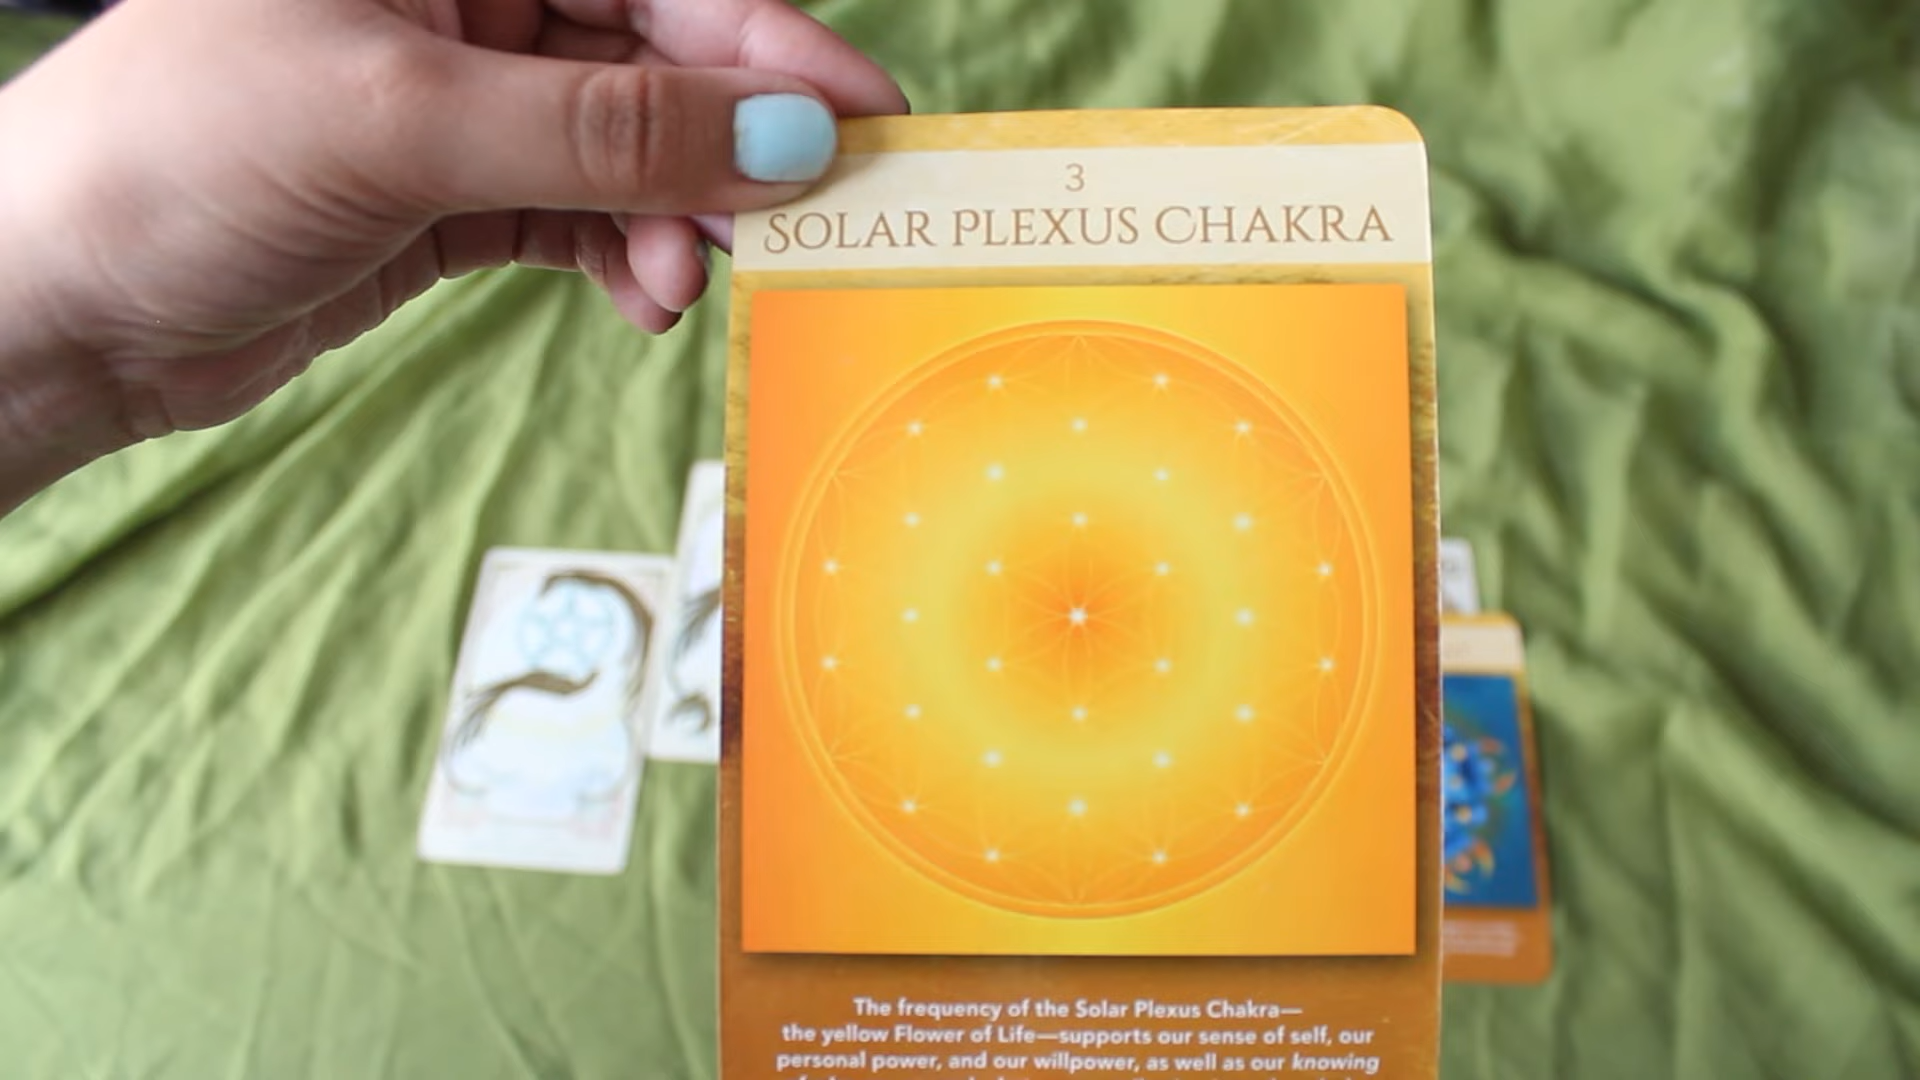 3
SOLAR PLEXUS CHAKRA
The frequency of the Solar Plexus Chakra—
the yellow Flower of Life—supports our sense of self, our
personal power, and our willpower, as well as our knowing